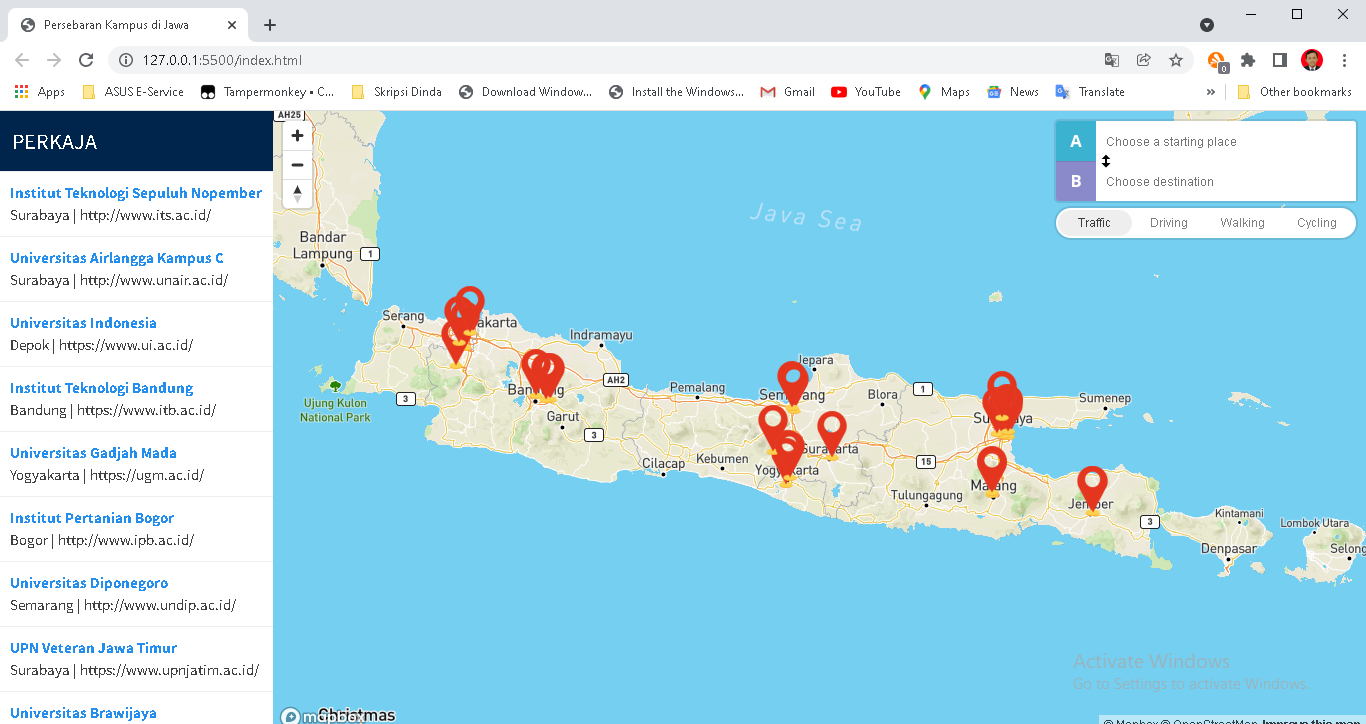 Persebaran Kampus di Jawa
127.0.0.1:5500/index.html
0
Apps
ASUS E-Service
Tampermonkey • C...
Skripsi Dinda
Download Window...
Install the Windows...
Gmail
YouTube
Maps
News
Translate
»
Other bookmarks
PERKAJA
Institut Teknologi Sepuluh Nopember
Surabaya | http://www.its.ac.id/
Universitas Airlangga Kampus C
Surabaya | http://www.unair.ac.id/
Universitas Indonesia
Depok | https://www.ui.ac.id/
Institut Teknologi Bandung
Bandung | https://www.itb.ac.id/
Universitas Gadjah Mada
Yogyakarta | https://ugm.ac.id/
Institut Pertanian Bogor
Bogor | http://www.ipb.ac.id/
Universitas Diponegoro
Semarang | http://www.undip.ac.id/
UPN Veteran Jawa Timur
Surabaya | https://www.upnjatim.ac.id/
Universitas Brawijaya
AH25
+
−
A
Choose a starting place
B
Choose destination
Traffic
Driving
Walking
Cycling
Java Sea
Bandar
Lampung
1
Serang
Indramayu
Jepara
AH2
Pemalang
1
Blora
Sumenep
3
Ujung Kulon
National Park
Garut
3
15
Kebumen
Cilacap
Tulungagung
3
Kintamani
Lombok Utara
Denpasar
Selong
Activate Windows
Go to Settings to activate Windows.
mapbox
Christmas
© Mapbox © OpenStreetMap Improve this map